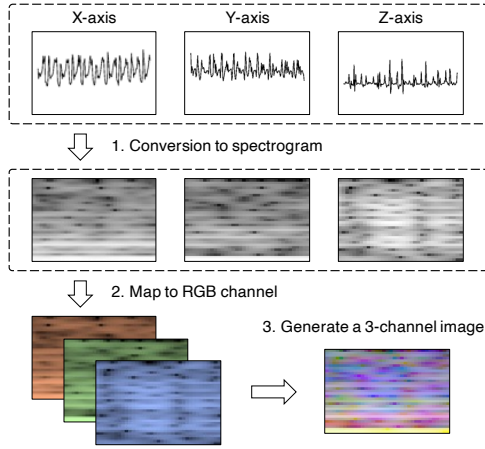 X-axis Y-axis Z-axis
1. Conversion to spectrogram
2. Map to RGB channel
3. Generate a 3-channel image